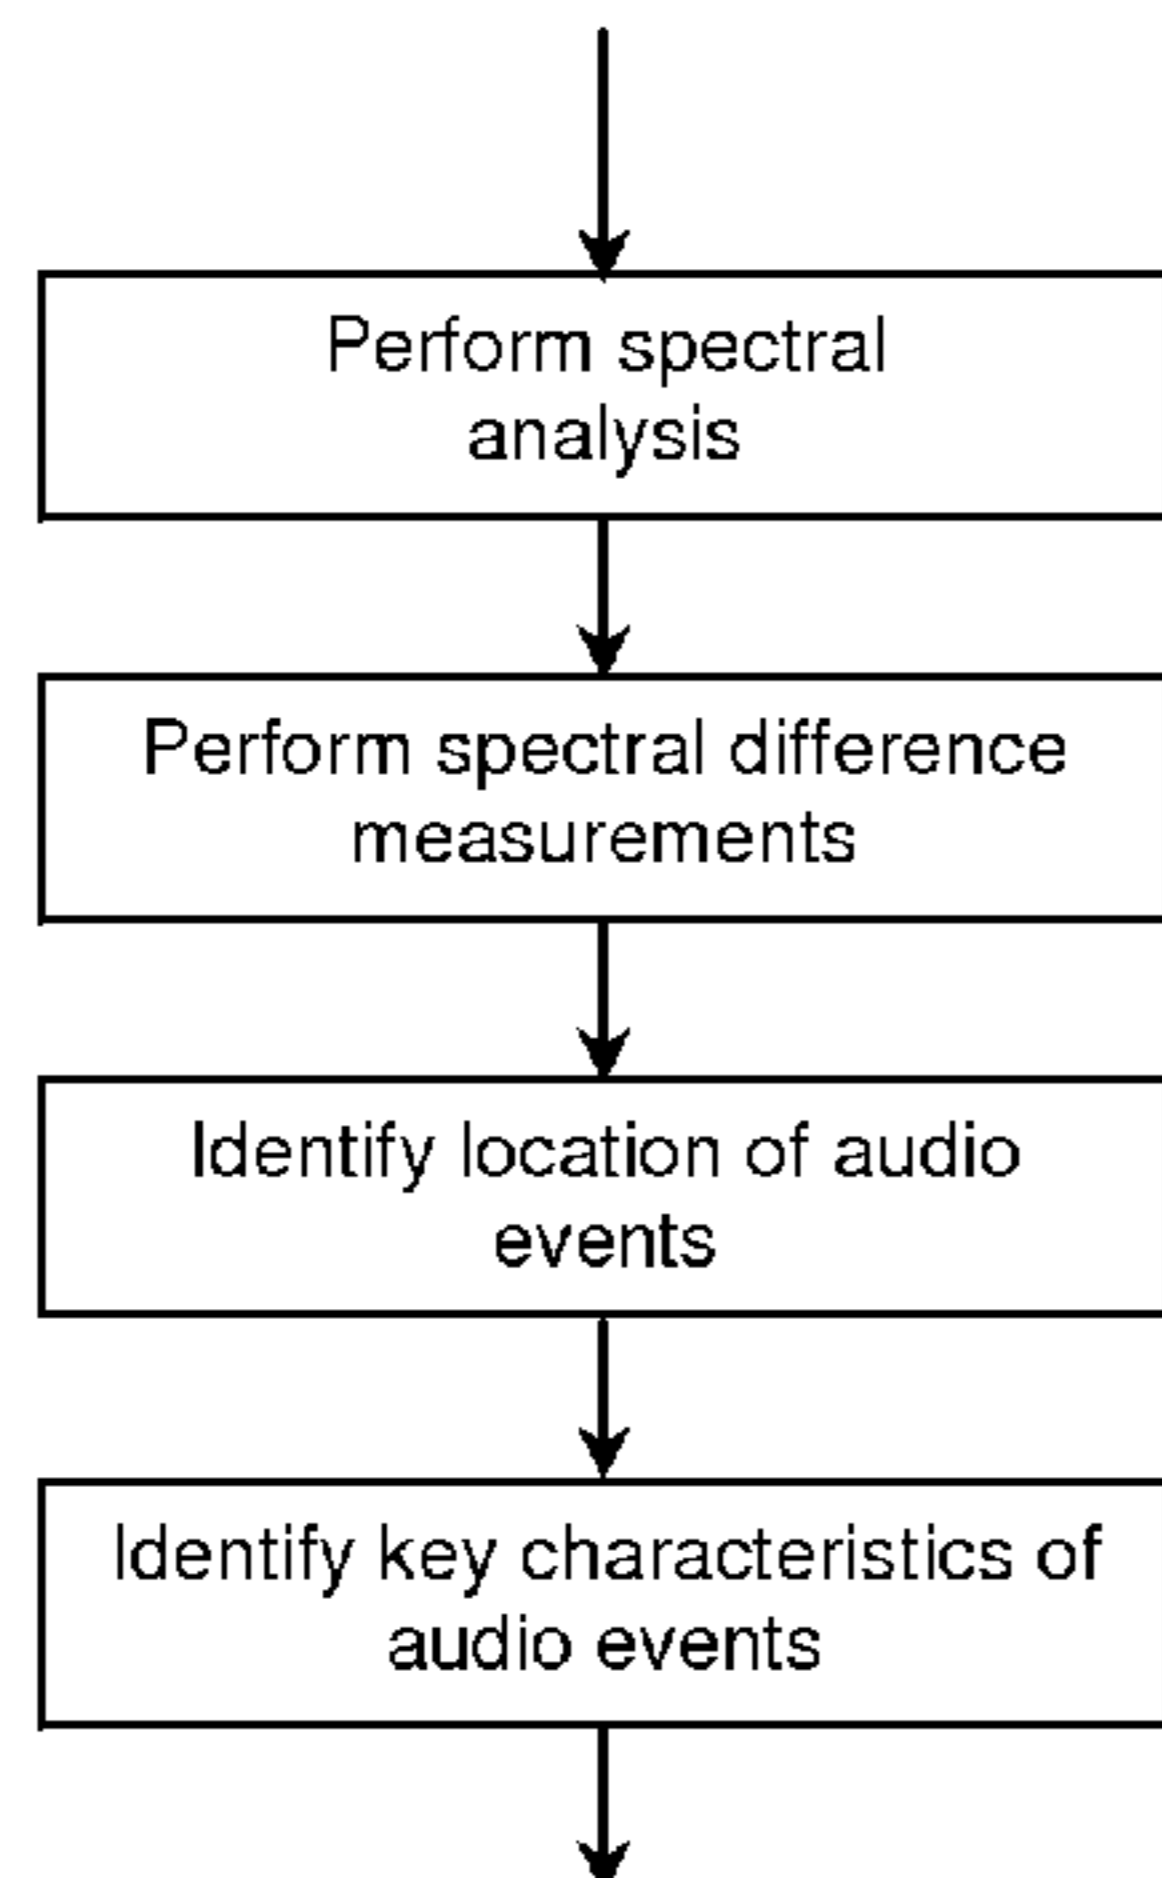 Perform spectral
analysis
Perform spectral difference
measurements
Identify location of audio
events
Identify key characteristics of
audio events